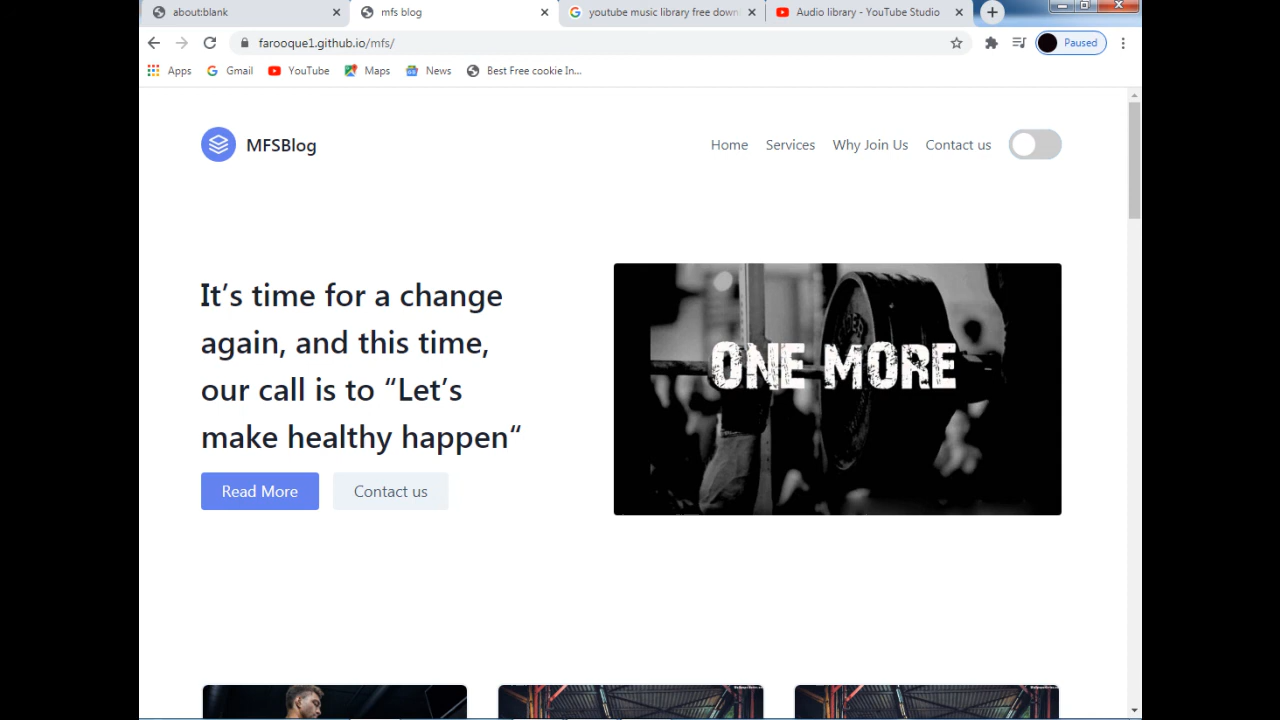 about:blank
mfs blog
youtube music library free down
Audio library - YouTube Studio
farooque1.github.io/mfs/
Paused
Apps
Gmail
YouTube
Maps
News
Best Free cookie In...
MFSBlog
Home
Services
Why Join Us
Contact us
It's time for a change
again, and this time,
our call is to “Let's
make healthy happen“
Read More
Contact us
ONE MORE